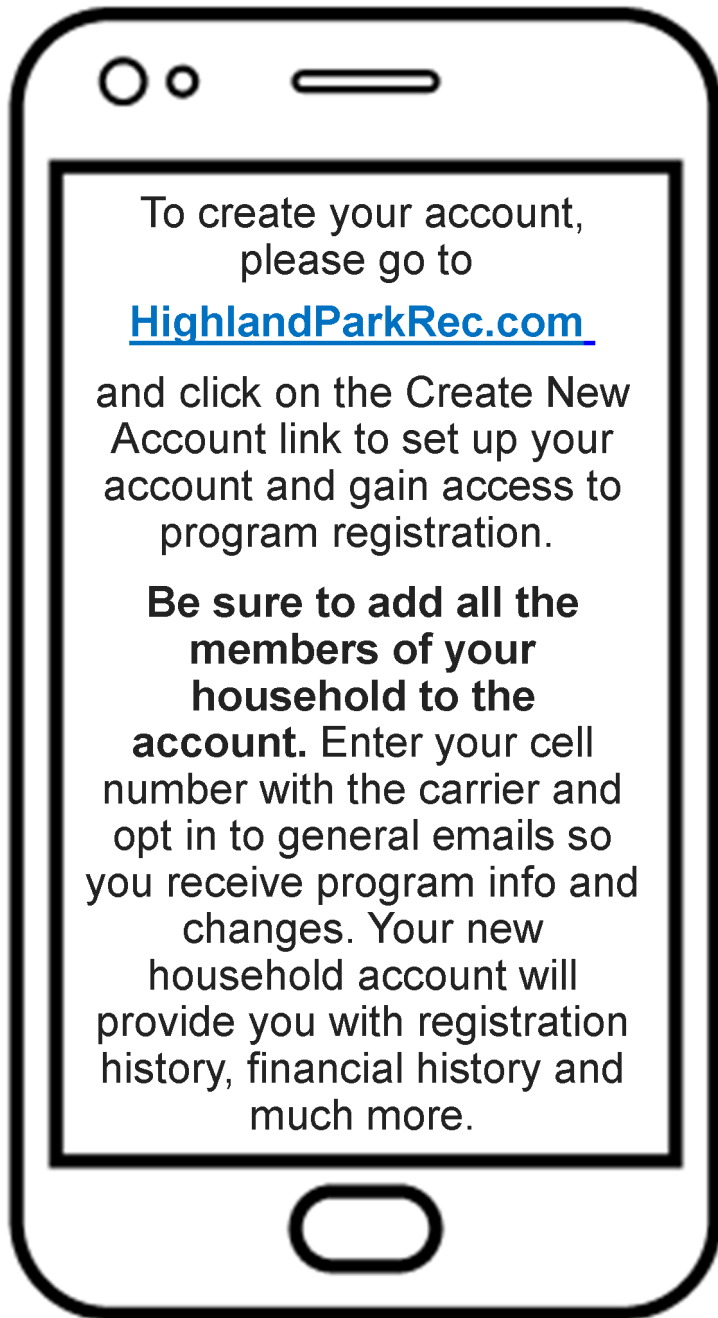 To create your account,
please go to
HighlandParkRec.com
and click on the Create New
Account link to set up your
account and gain access to
program registration.
Be sure to add all the
members of your
household to the
account. Enter your cell
number with the carrier and
opt in to general emails so
you receive program info and
changes. Your new
household account will
provide you with registration
history, financial history and
much more.